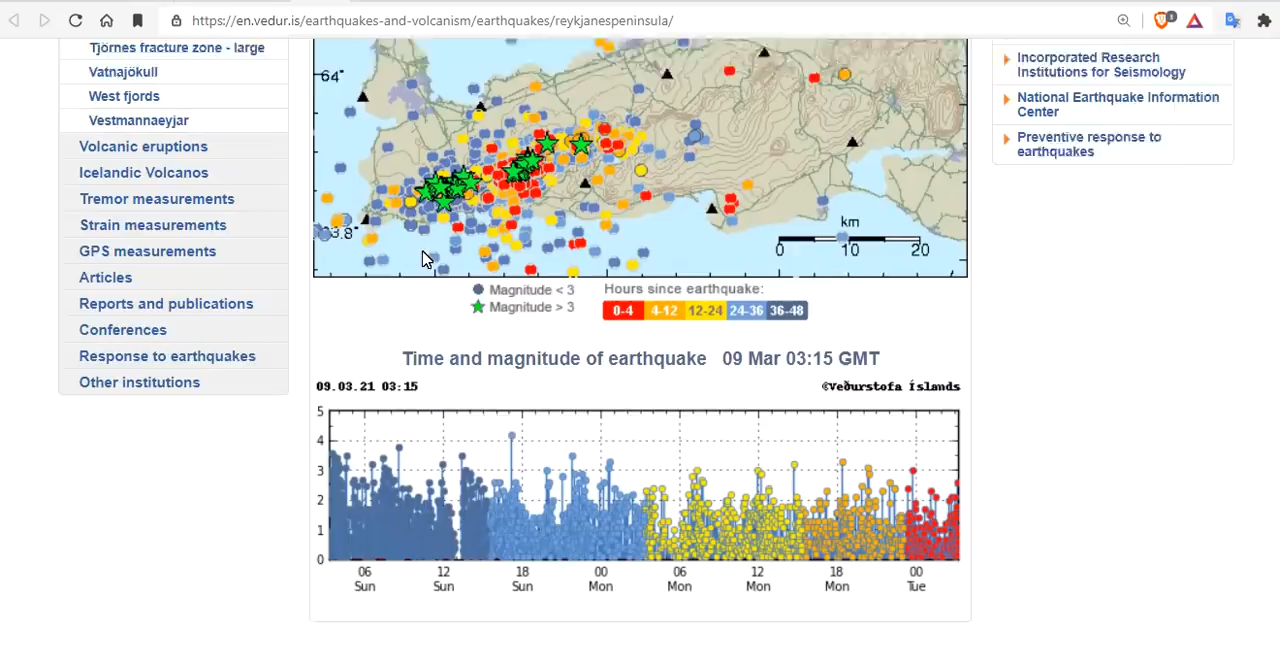 https://en.vedur.is/earthquakes-and-volcanism/earthquakes/reykjanespeninsula/
1
Tjörnes fracture zone - large
Vatnajökull
West fjords
Vestmannaeyjar
Volcanic eruptions
Icelandic Volcanos
Tremor measurements
Strain measurements
GPS measurements
Articles
Reports and publications
Conferences
Response to earthquakes
Other institutions
64°
3.8°
km
0 10 20
Magnitude < 3
Magnitude > 3
Hours since earthquake:
0-4 4-12 12-24 24-36 36-48
Time and magnitude of earthquake 09 Mar 03:15 GMT
09.03.21 03:15 ©Veðurstofa Íslands
5
4
3
2
1
0
06 12 18 00 06 12 18 00
Sun Sun Sun Mon Mon Mon Mon Tue
Incorporated Research
Institutions for Seismology
National Earthquake Information
Center
Preventive response to
earthquakes